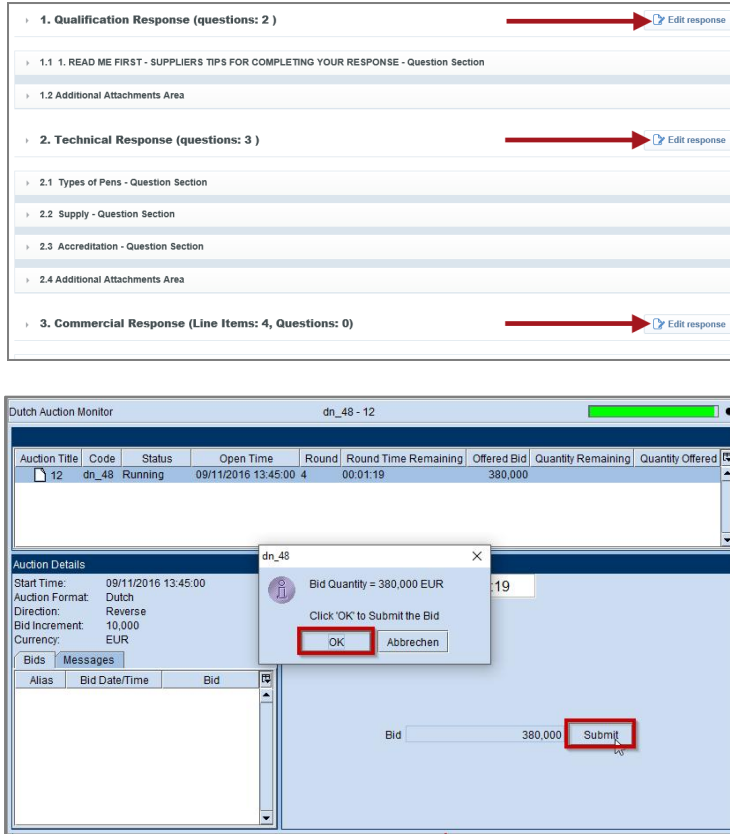 1. Qualification Response (questions: 2 )
Edit response
1.1 1. READ ME FIRST - SUPPLIERS TIPS FOR COMPLETING YOUR RESPONSE - Question Section
1.2 Additional Attachments Area
2. Technical Response (questions: 3 )
Edit response
2.1 Types of Pens - Question Section
2.2 Supply - Question Section
2.3 Accreditation - Question Section
2.4 Additional Attachments Area
3. Commercial Response (Line Items: 4, Questions: 0)
Edit response
Dutch Auction Monitor dn_48 - 12
Auction Title Code Status Open Time Round Round Time Remaining Offered Bid Quantity Remaining Quantity Offered
12 dn_48 Running 09/11/2016 13:45:00 4 00:01:19 380,000
dn_48
Bid Quantity = 380,000 EUR
Click 'OK' to Submit the Bid
OK Abbrechen
:19
Auction Details
Start Time: 09/11/2016 13:45:00
Auction Format: Dutch
Direction: Reverse
Bid Increment: 10,000
Currency: EUR
Bids Messages
Alias Bid Date/Time Bid
Bid 380,000 Submit